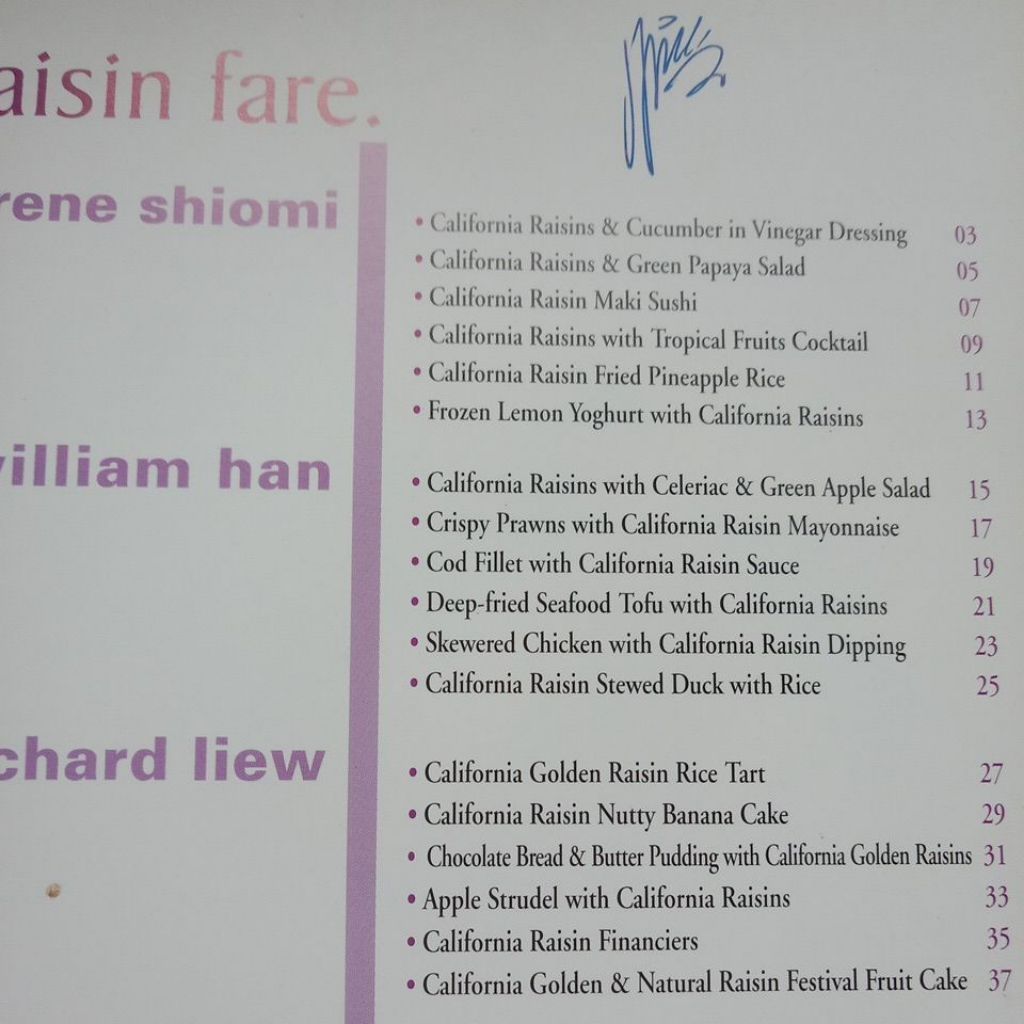 aisin fare.
rene shiomi
• California Raisins & Cucumber in Vinegar Dressing 03
• California Raisins & Green Papaya Salad 05
• California Raisin Maki Sushi 07
• California Raisins with Tropical Fruits Cocktail 09
• California Raisin Fried Pineapple Rice 11
• Frozen Lemon Yoghurt with California Raisins 13
villiam han
• California Raisins with Celeriac & Green Apple Salad 15
• Crispy Prawns with California Raisin Mayonnaise 17
• Cod Fillet with California Raisin Sauce 19
• Deep-fried Seafood Tofu with California Raisins 21
• Skewered Chicken with California Raisin Dipping 23
• California Raisin Stewed Duck with Rice 25
chard liew
• California Golden Raisin Rice Tart 27
• California Raisin Nutty Banana Cake 29
• Chocolate Bread & Butter Pudding with California Golden Raisins 31
• Apple Strudel with California Raisins 33
• California Raisin Financiers 35
• California Golden & Natural Raisin Festival Fruit Cake 37